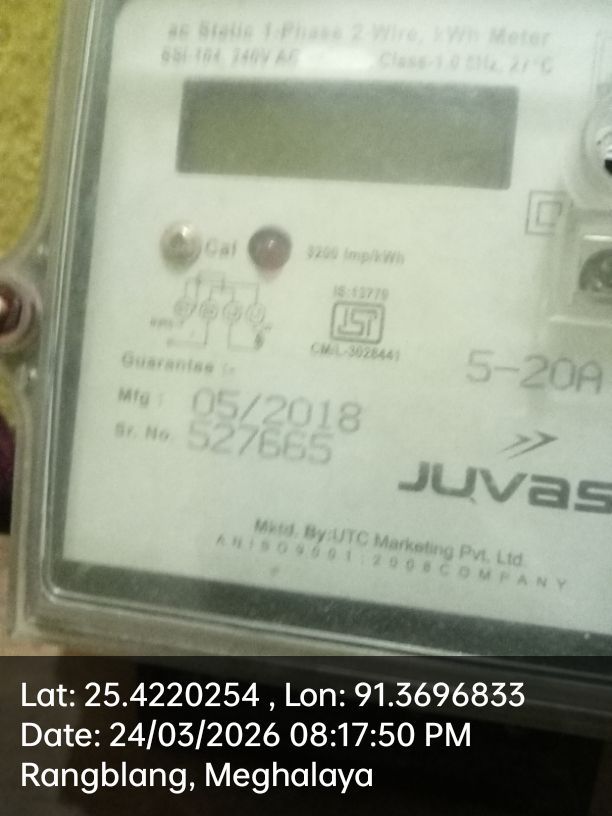 ac Static 1-Phase 2-Wire, kWh Meter
240V AC Class-1.0
Cal 3200 Imp/kWh
IS:13779
CM/L-3028441
Guarantee :-
5-20A
Mfg : 05/2018
Sr. No. 527665
JUVAS
Mktd. By:UTC Marketing Pvt. Ltd.
AN ISO 9001:2008 COMPANY
Lat: 25.4220254 , Lon: 91.3696833
Date: 24/03/2026 08:17:50 PM
Rangblang, Meghalaya